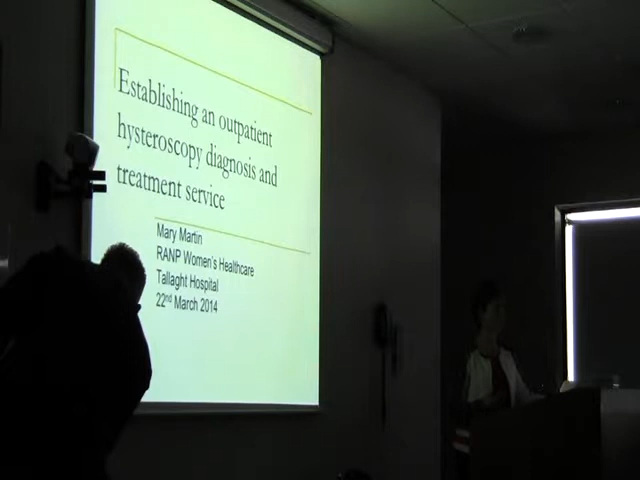 Establishing an outpatient
hysteroscopy diagnosis and
treatment service
Mary Martin
RANP Women's Healthcare
Tallaght Hospital
22nd March 2014